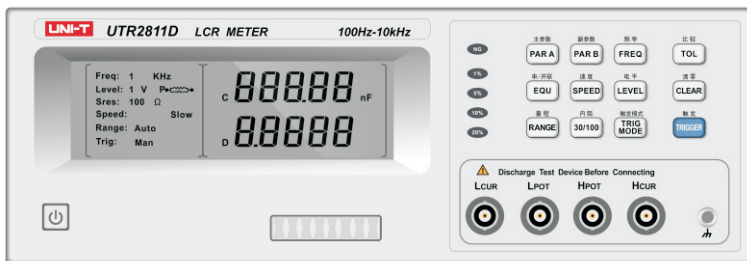 UNI-T UTR2811D LCR METER 100Hz-10kHz
Freq: 1 KHz
Level: 1 V P
Sres: 100 Ω
Speed: Slow
Range: Auto
Trig: Man
C 888.88 nF
D 8.8888
NG
1%
5%
10%
20%
主参数 副参数 频率 比较
PAR A PAR B FREQ TOL
串/并联 速度 电平 清零
EQU SPEED LEVEL CLEAR
量程 内阻 触发模式 触发
RANGE 30/100 TRIG MODE TRIGGER
Discharge Test Device Before Connecting
LCUR LPOT HPOT HCUR